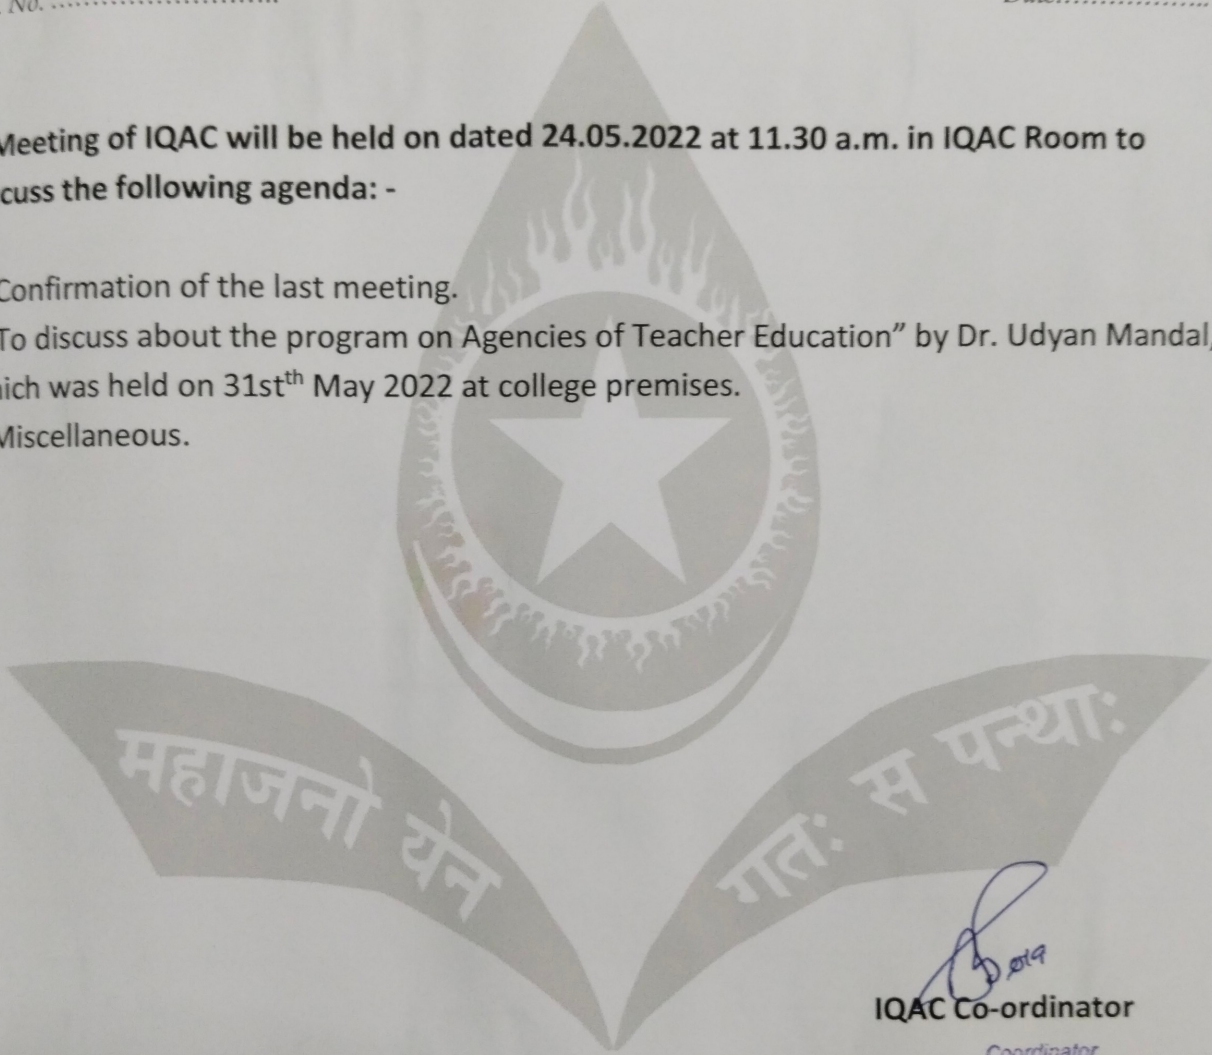 No. ........................................
Meeting of IQAC will be held on dated 24.05.2022 at 11.30 a.m. in IQAC Room to
cuss the following agenda: -
Confirmation of the last meeting.
To discuss about the program on Agencies of Teacher Education” by Dr. Udyan Mandal,
hich was held on 31stth May 2022 at college premises.
Miscellaneous.
महाजनो येन
गतः स पन्थाः
IQAC Co-ordinator
Coordinator